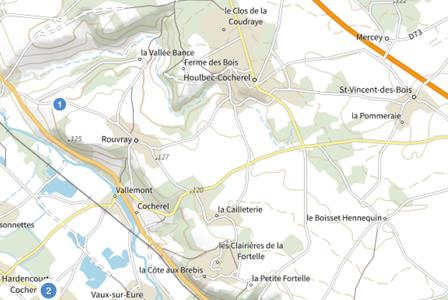 le Clos de la
Coudraye
Mercey
D73
la Vallée Bance
Ferme des Bois
Houlbec-Cocherel
St-Vincent-des-Bois
1
la Pommeraie
125
Rouvray
127
Vallemont
120
Cocherel
la Cailleterie
le Boisset Hennequin
sonnettes
les Clairières de la
Fortelle
Hardencourt
Cocher
la Côte aux Brebis
la Petite Fortelle
2
Vaux-sur-Eure